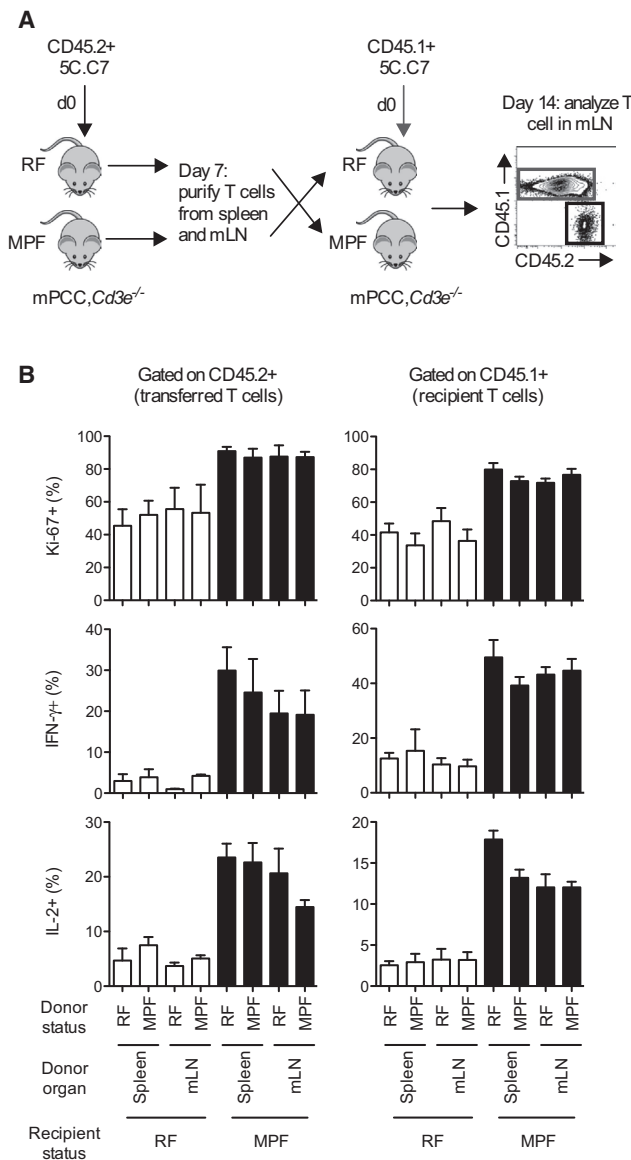 A
CD45.2+
5C.C7
d0
RF
MPF
mPCC,Cd3e-/-
Day 7:
purify T cells
from spleen
and mLN
CD45.1+
5C.C7
d0
RF
MPF
mPCC,Cd3e-/-
Day 14: analyze T
cell in mLN
CD45.1
CD45.2
B
Gated on CD45.2+
(transferred T cells)
Gated on CD45.1+
(recipient T cells)
Ki-67+ (%)
100
80
60
40
20
0
100
80
60
40
20
0
IFN-γ+ (%)
40
30
20
10
0
60
40
20
0
IL-2+ (%)
30
20
10
0
20
15
10
5
0
Donor
status
RF MPF RF MPF RF MPF RF MPF
RF MPF RF MPF RF MPF RF MPF
Donor
organ
Spleen mLN Spleen mLN
Spleen mLN Spleen mLN
Recipient
status
RF MPF
RF MPF